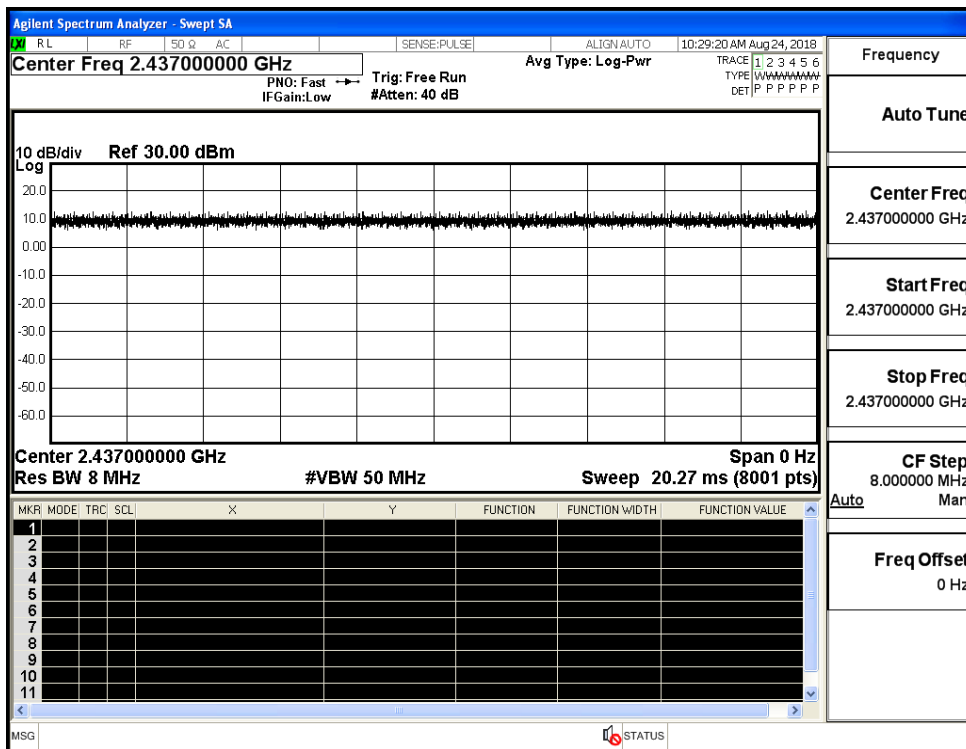 Agilent Spectrum Analyzer - Swept SA
LXI RL RF 50 Ω AC SENSE:PULSE ALIGN AUTO 10:29:20 AM Aug 24, 2018
Center Freq 2.437000000 GHz
Avg Type: Log-Pwr
TRACE 1 2 3 4 5 6
PNO: Fast Trig: Free Run
TYPE WWWWWW
IFGain:Low #Atten: 40 dB
DET P P P P P P
10 dB/div Ref 30.00 dBm
Log
20.0
10.0
0.00
-10.0
-20.0
-30.0
-40.0
-50.0
-60.0
Center 2.437000000 GHz Span 0 Hz
Res BW 8 MHz #VBW 50 MHz Sweep 20.27 ms (8001 pts)
MKR MODE TRC SCL X Y FUNCTION FUNCTION WIDTH FUNCTION VALUE
1
2
3
4
5
6
7
8
9
10
11
MSG STATUS
Frequency
Auto Tune
Center Freq
2.437000000 GHz
Start Freq
2.437000000 GHz
Stop Freq
2.437000000 GHz
CF Step
8.000000 MHz
Auto Man
Freq Offset
0 Hz